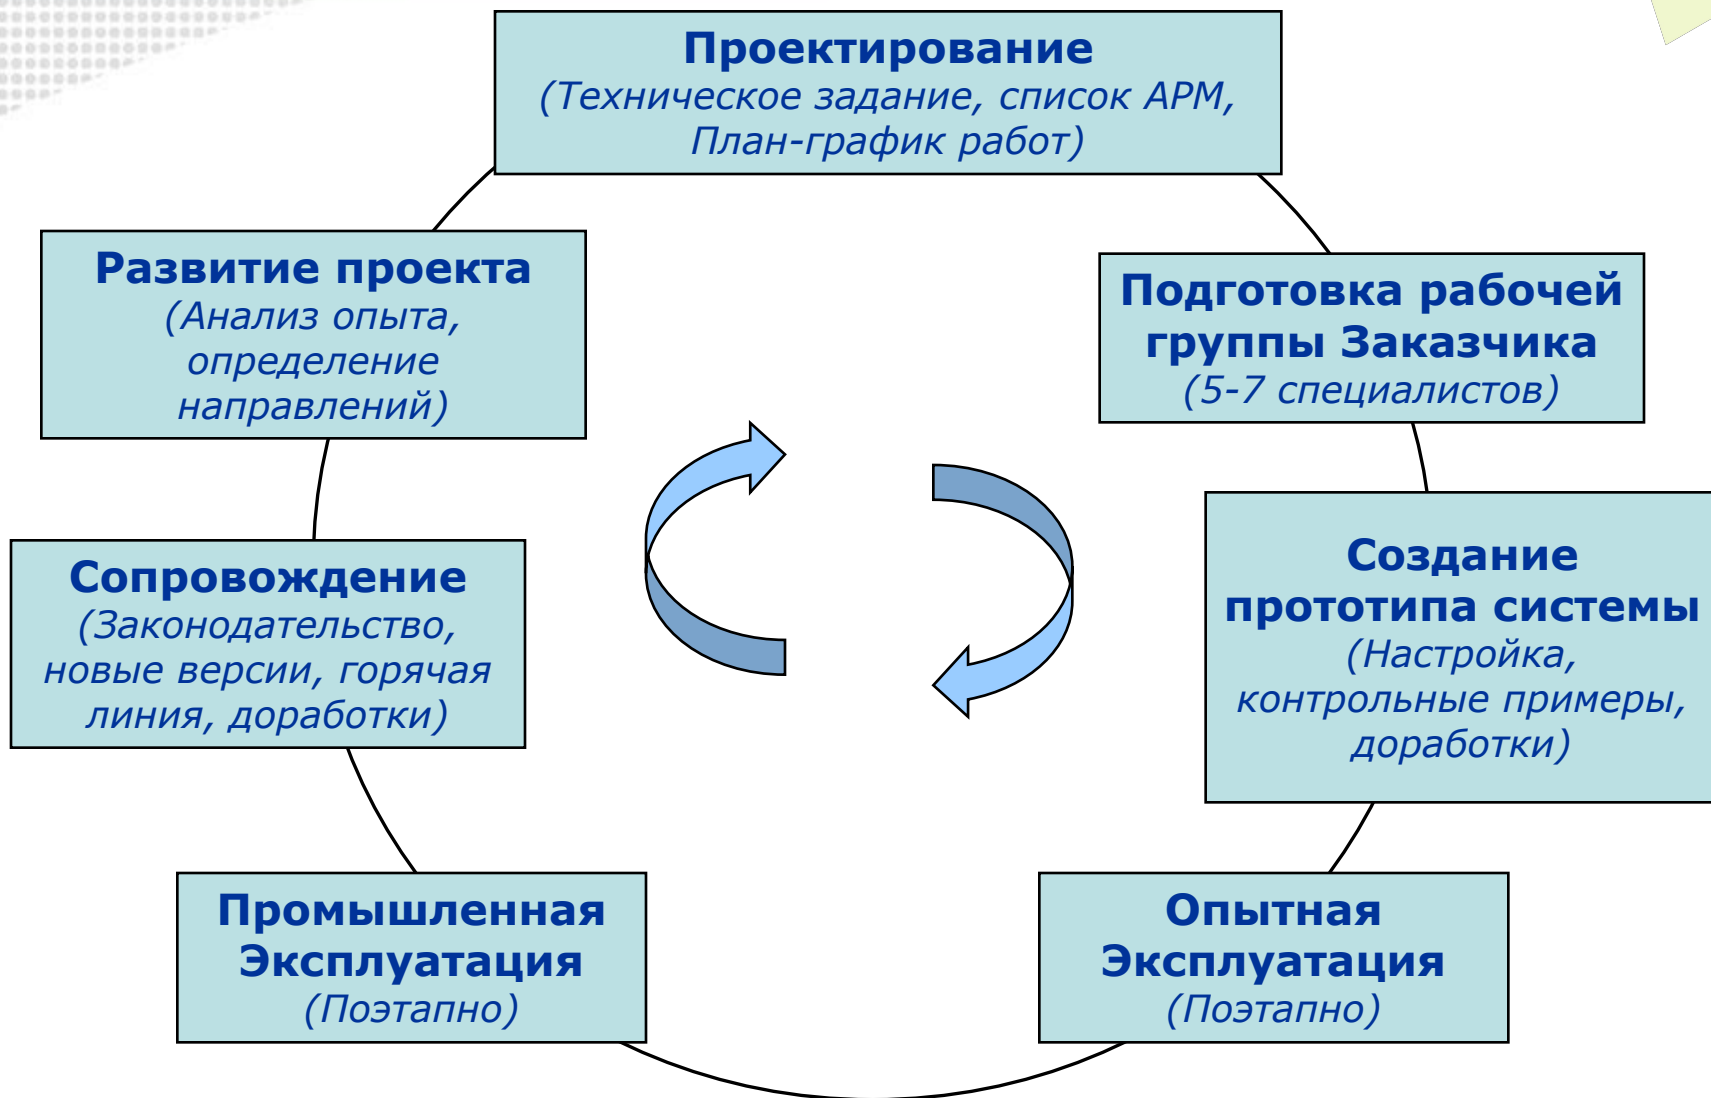 Проектирование
(Техническое задание, список АРМ,
План-график работ)
Развитие проекта
(Анализ опыта,
определение
направлений)
Подготовка рабочей
группы Заказчика
(5-7 специалистов)
Сопровождение
(Законодательство,
новые версии, горячая
линия, доработки)
Создание
прототипа системы
(Настройка,
контрольные примеры,
доработки)
Промышленная
Эксплуатация
(Поэтапно)
Опытная
Эксплуатация
(Поэтапно)